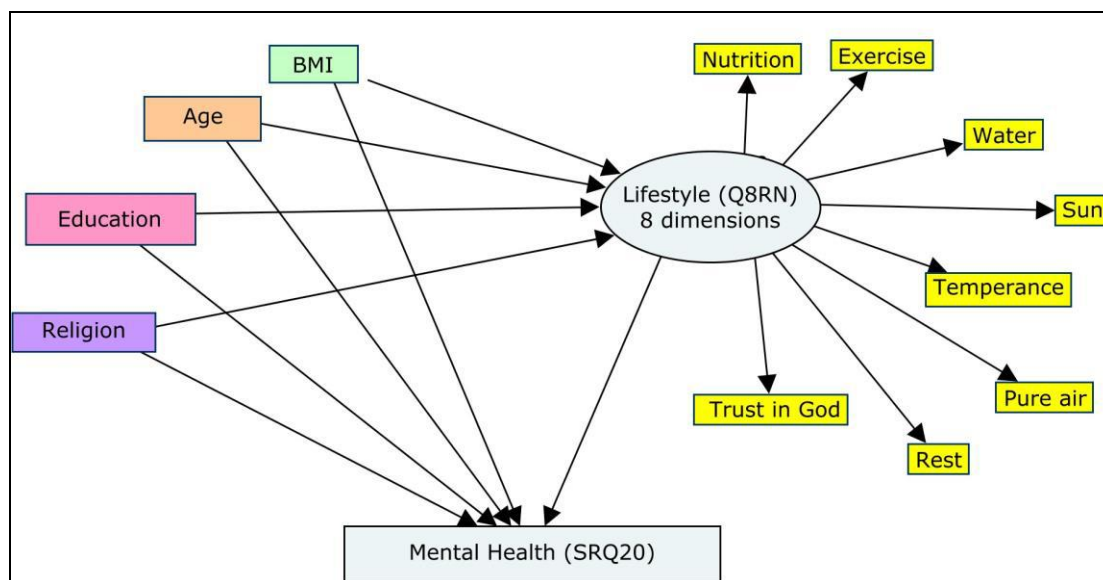 BMI
Age
Education
Religion
Nutrition
Exercise
Water
Lifestyle (Q8RN)
8 dimensions
Sun
Temperance
Pure air
Trust in God
Rest
Mental Health (SRQ20)